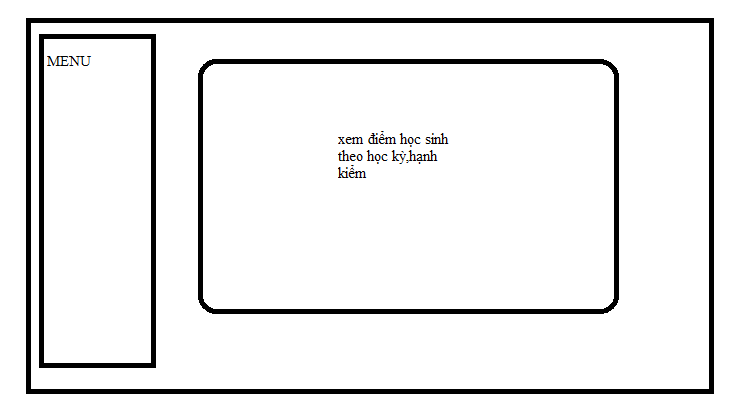 MENU
xem điểm học sinh
theo học kỳ,hạnh
kiểm